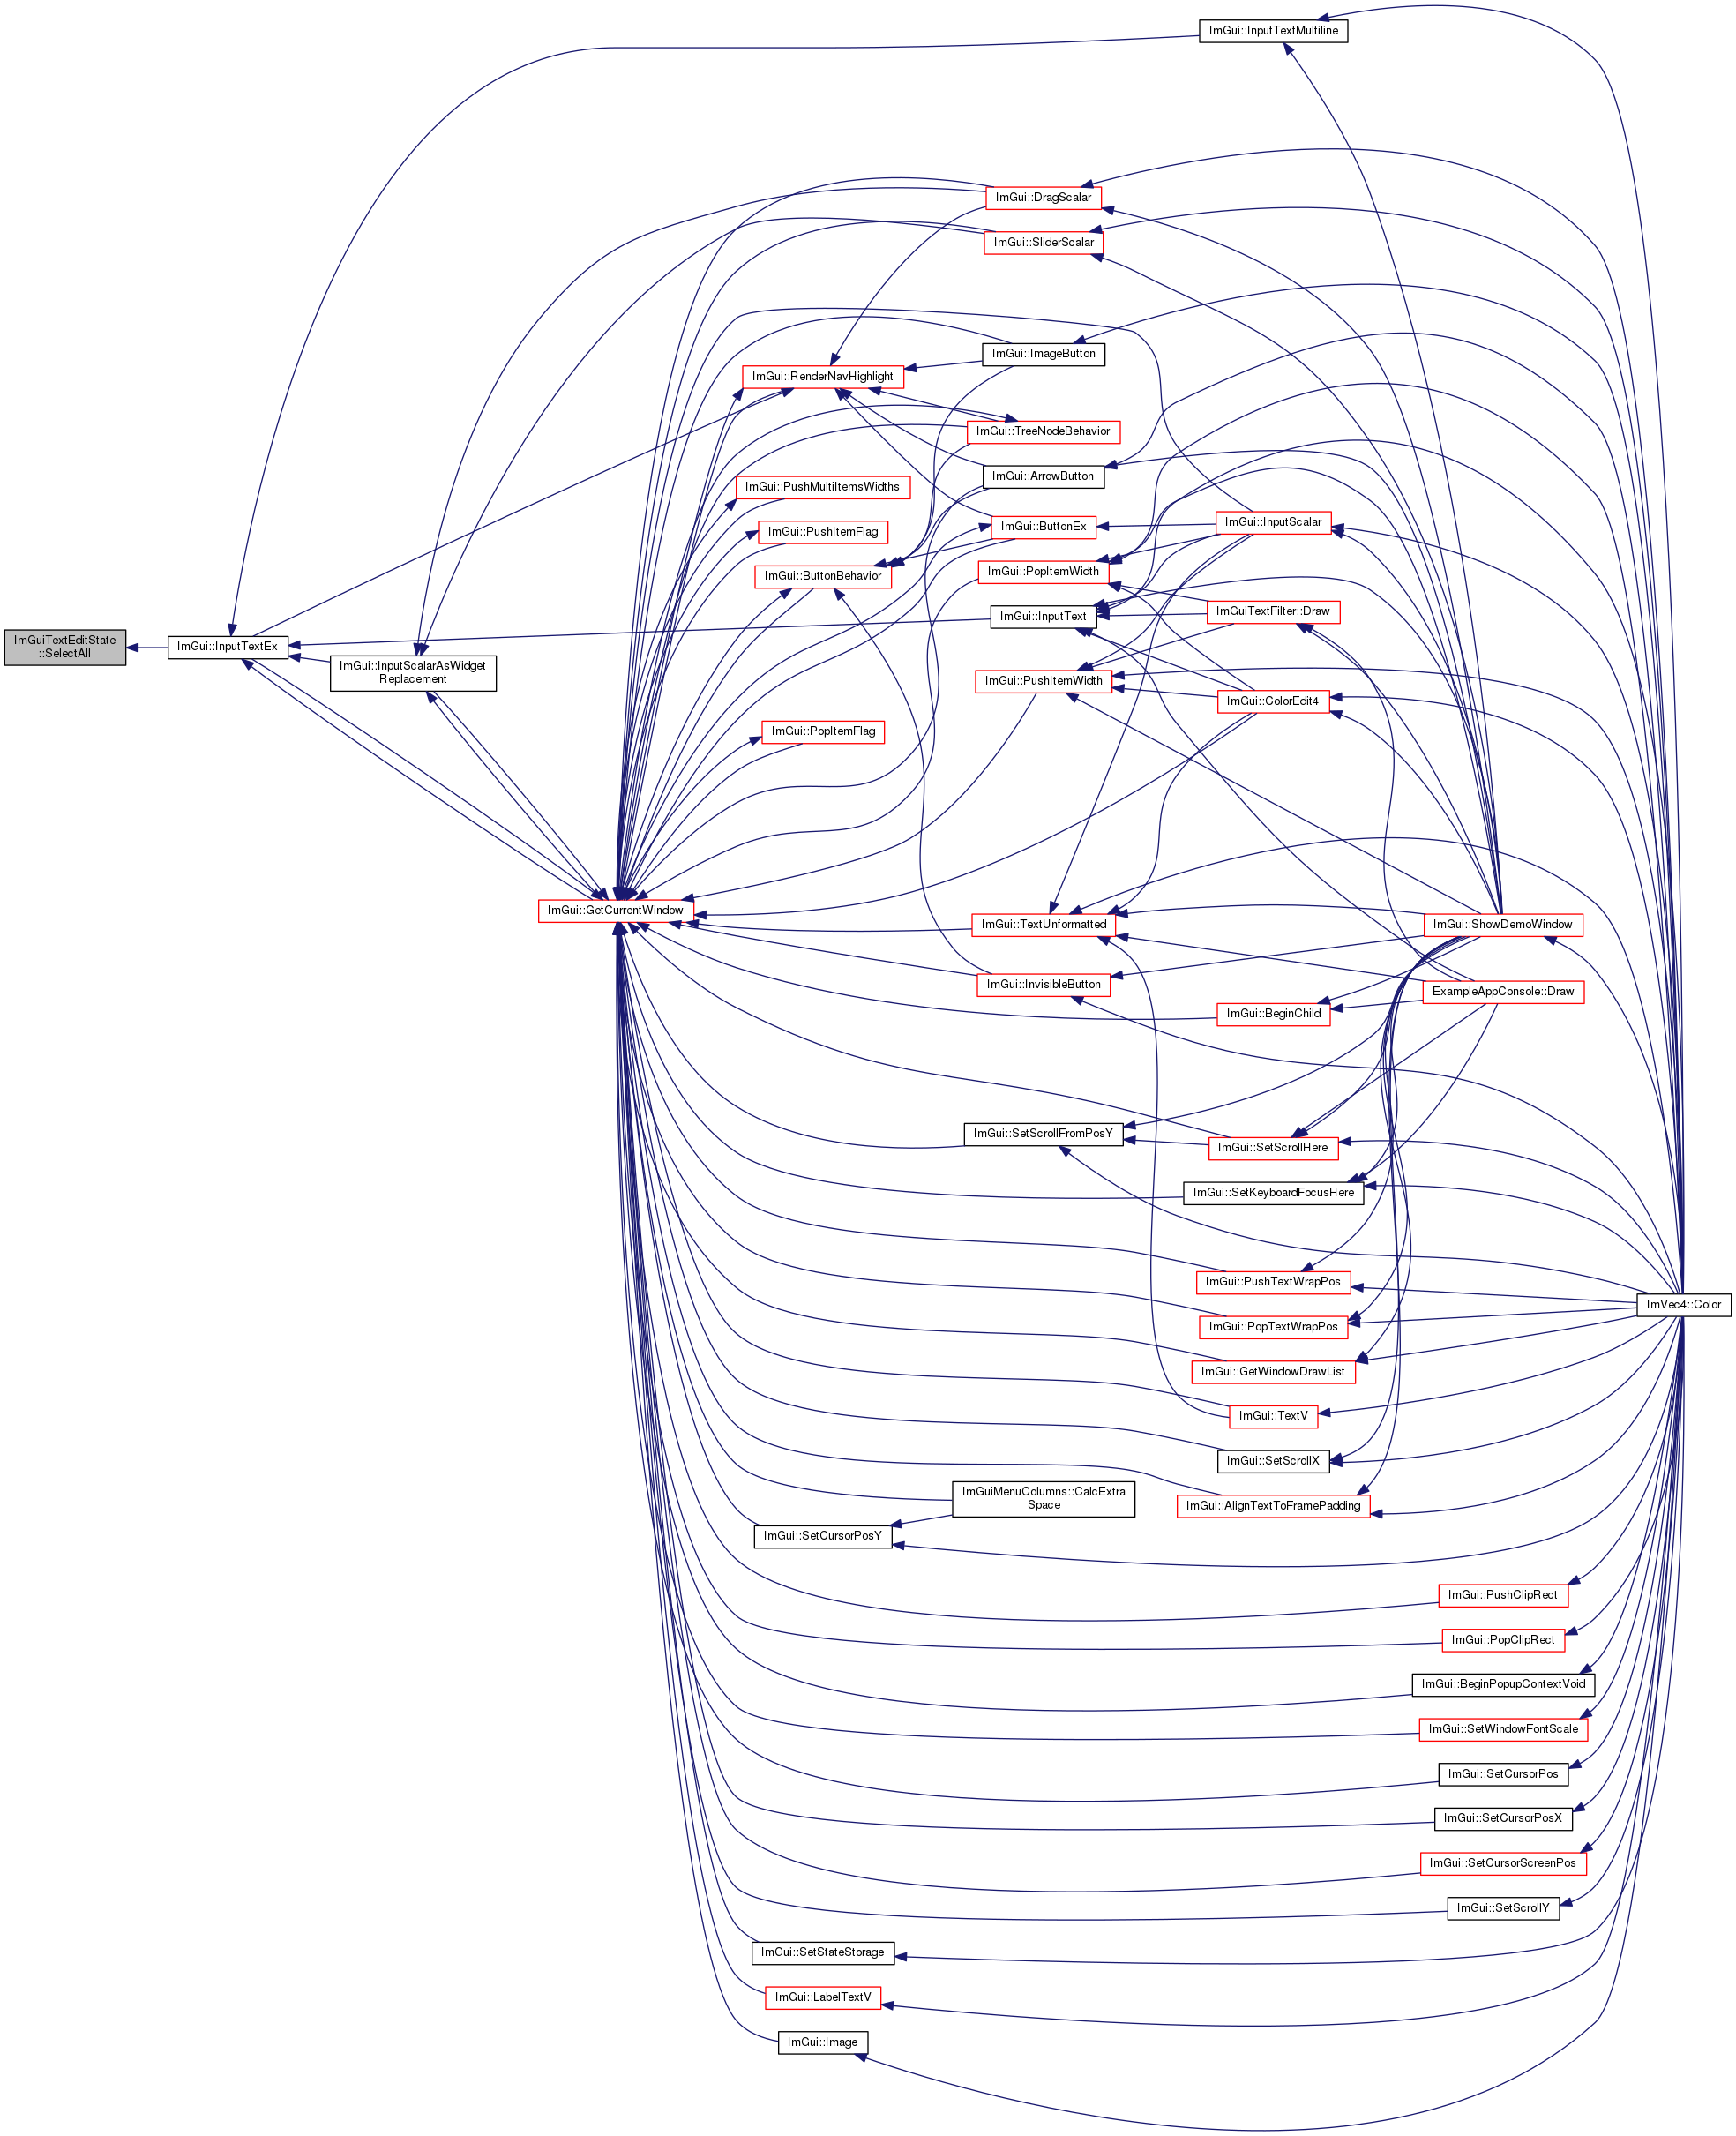 ImGui::InputTextMultiline
ImGui::DragScalar
ImGui::SliderScalar
ImGui::ImageButton
ImGui::RenderNavHighlight
ImGui::TreeNodeBehavior
ImGui::ArrowButton
ImGui::PushMultiItemsWidths
ImGui::PushItemFlag
ImGui::ButtonEx
ImGui::InputScalar
ImGui::ButtonBehavior
ImGui::PopItemWidth
ImGui::InputText
ImGuiTextFilter::Draw
ImGuiTextEditState
::SelectAll
ImGui::InputTextEx
ImGui::InputScalarAsWidget
Replacement
ImGui::PushItemWidth
ImGui::ColorEdit4
ImGui::PopItemFlag
ImGui::GetCurrentWindow
ImGui::TextUnformatted
ImGui::ShowDemoWindow
ImGui::InvisibleButton
ExampleAppConsole::Draw
ImGui::BeginChild
ImGui::SetScrollFromPosY
ImGui::SetScrollHere
ImGui::SetKeyboardFocusHere
ImGui::PushTextWrapPos
ImVec4::Color
ImGui::PopTextWrapPos
ImGui::GetWindowDrawList
ImGui::TextV
ImGui::SetScrollX
ImGuiMenuColumns::CalcExtra
Space
ImGui::AlignTextToFramePadding
ImGui::SetCursorPosY
ImGui::PushClipRect
ImGui::PopClipRect
ImGui::BeginPopupContextVoid
ImGui::SetWindowFontScale
ImGui::SetCursorPos
ImGui::SetCursorPosX
ImGui::SetCursorScreenPos
ImGui::SetScrollY
ImGui::SetStateStorage
ImGui::LabelTextV
ImGui::Image